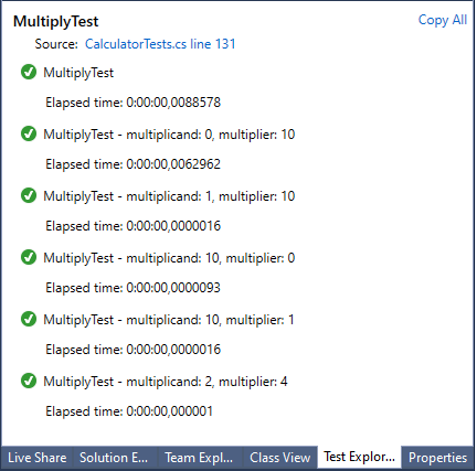 MultiplyTest
Copy All
Source: CalculatorTests.cs line 131
MultiplyTest
Elapsed time: 0:00:00,0088578
MultiplyTest - multiplicand: 0, multiplier: 10
Elapsed time: 0:00:00,0062962
MultiplyTest - multiplicand: 1, multiplier: 10
Elapsed time: 0:00:00,0000016
MultiplyTest - multiplicand: 10, multiplier: 0
Elapsed time: 0:00:00,0000093
MultiplyTest - multiplicand: 10, multiplier: 1
Elapsed time: 0:00:00,0000016
MultiplyTest - multiplicand: 2, multiplier: 4
Elapsed time: 0:00:00,000001
Live Share Solution E... Team Expl... Class View Test Explor... Properties